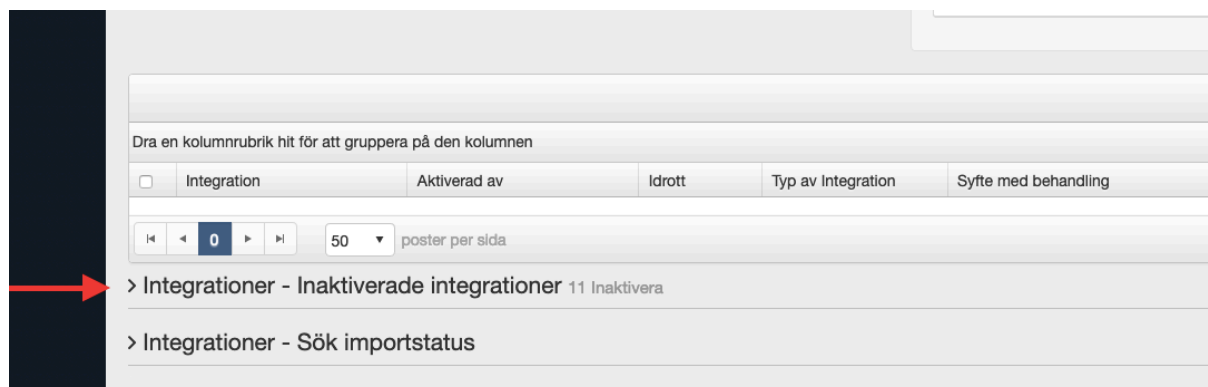 Dra en kolumnrubrik hit för att gruppera på den kolumnen
Integration Aktiverad av Idrott Typ av Integration Syfte med behandling
0 50 poster per sida
Integrationer - Inaktiverade integrationer 11 Inaktivera
Integrationer - Sök importstatus